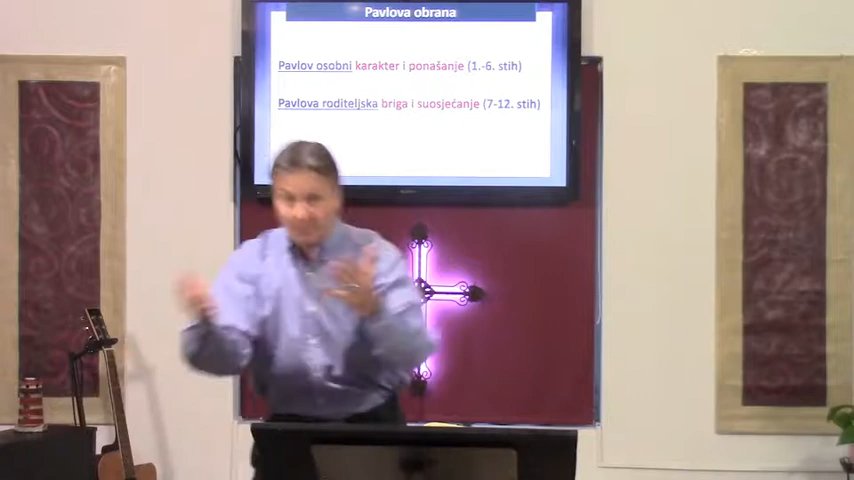 Pavlova obrana
Pavlov osobni karakter i ponašanje (1.-6. stih)
Pavlova roditeljska briga i suosjećanje (7-12. stih)